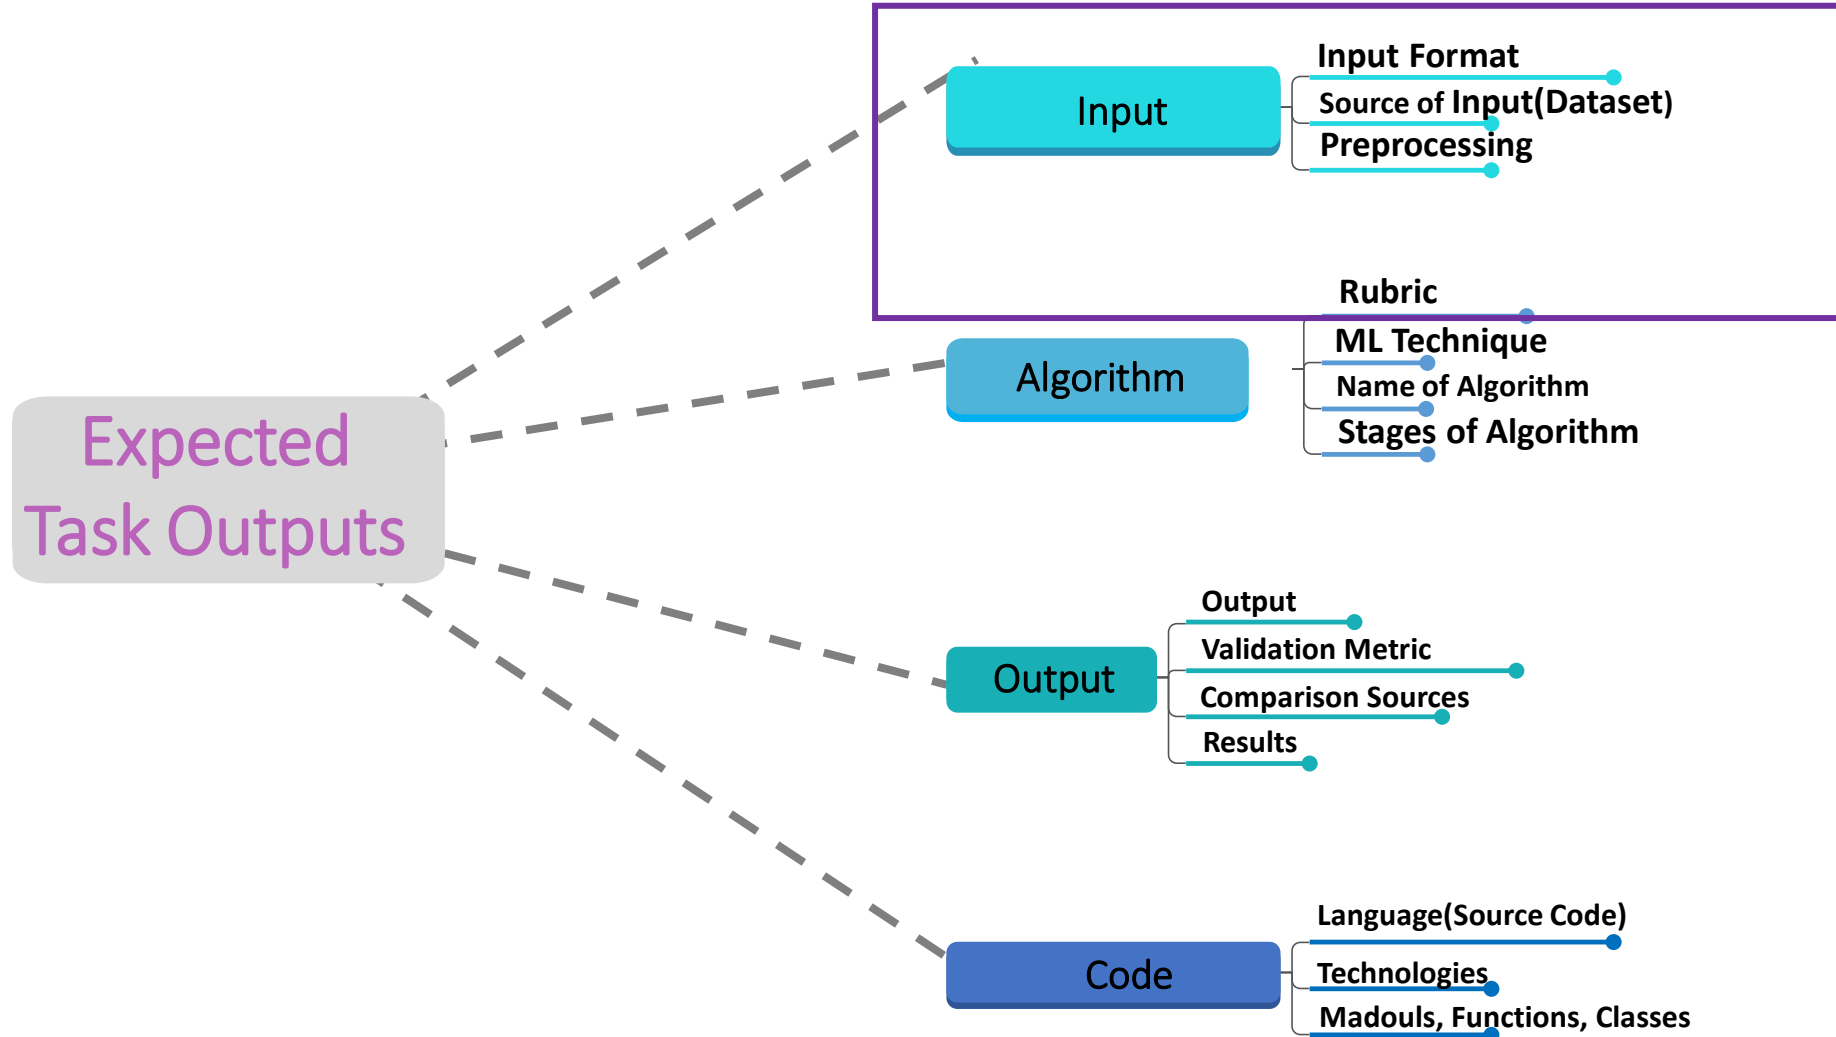 Expected
Task Outputs
Input
Input Format
Source of Input(Dataset)
Preprocessing
Algorithm
Rubric
ML Technique
Name of Algorithm
Stages of Algorithm
Output
Output
Validation Metric
Comparison Sources
Results
Code
Language(Source Code)
Technologies
Madouls, Functions, Classes